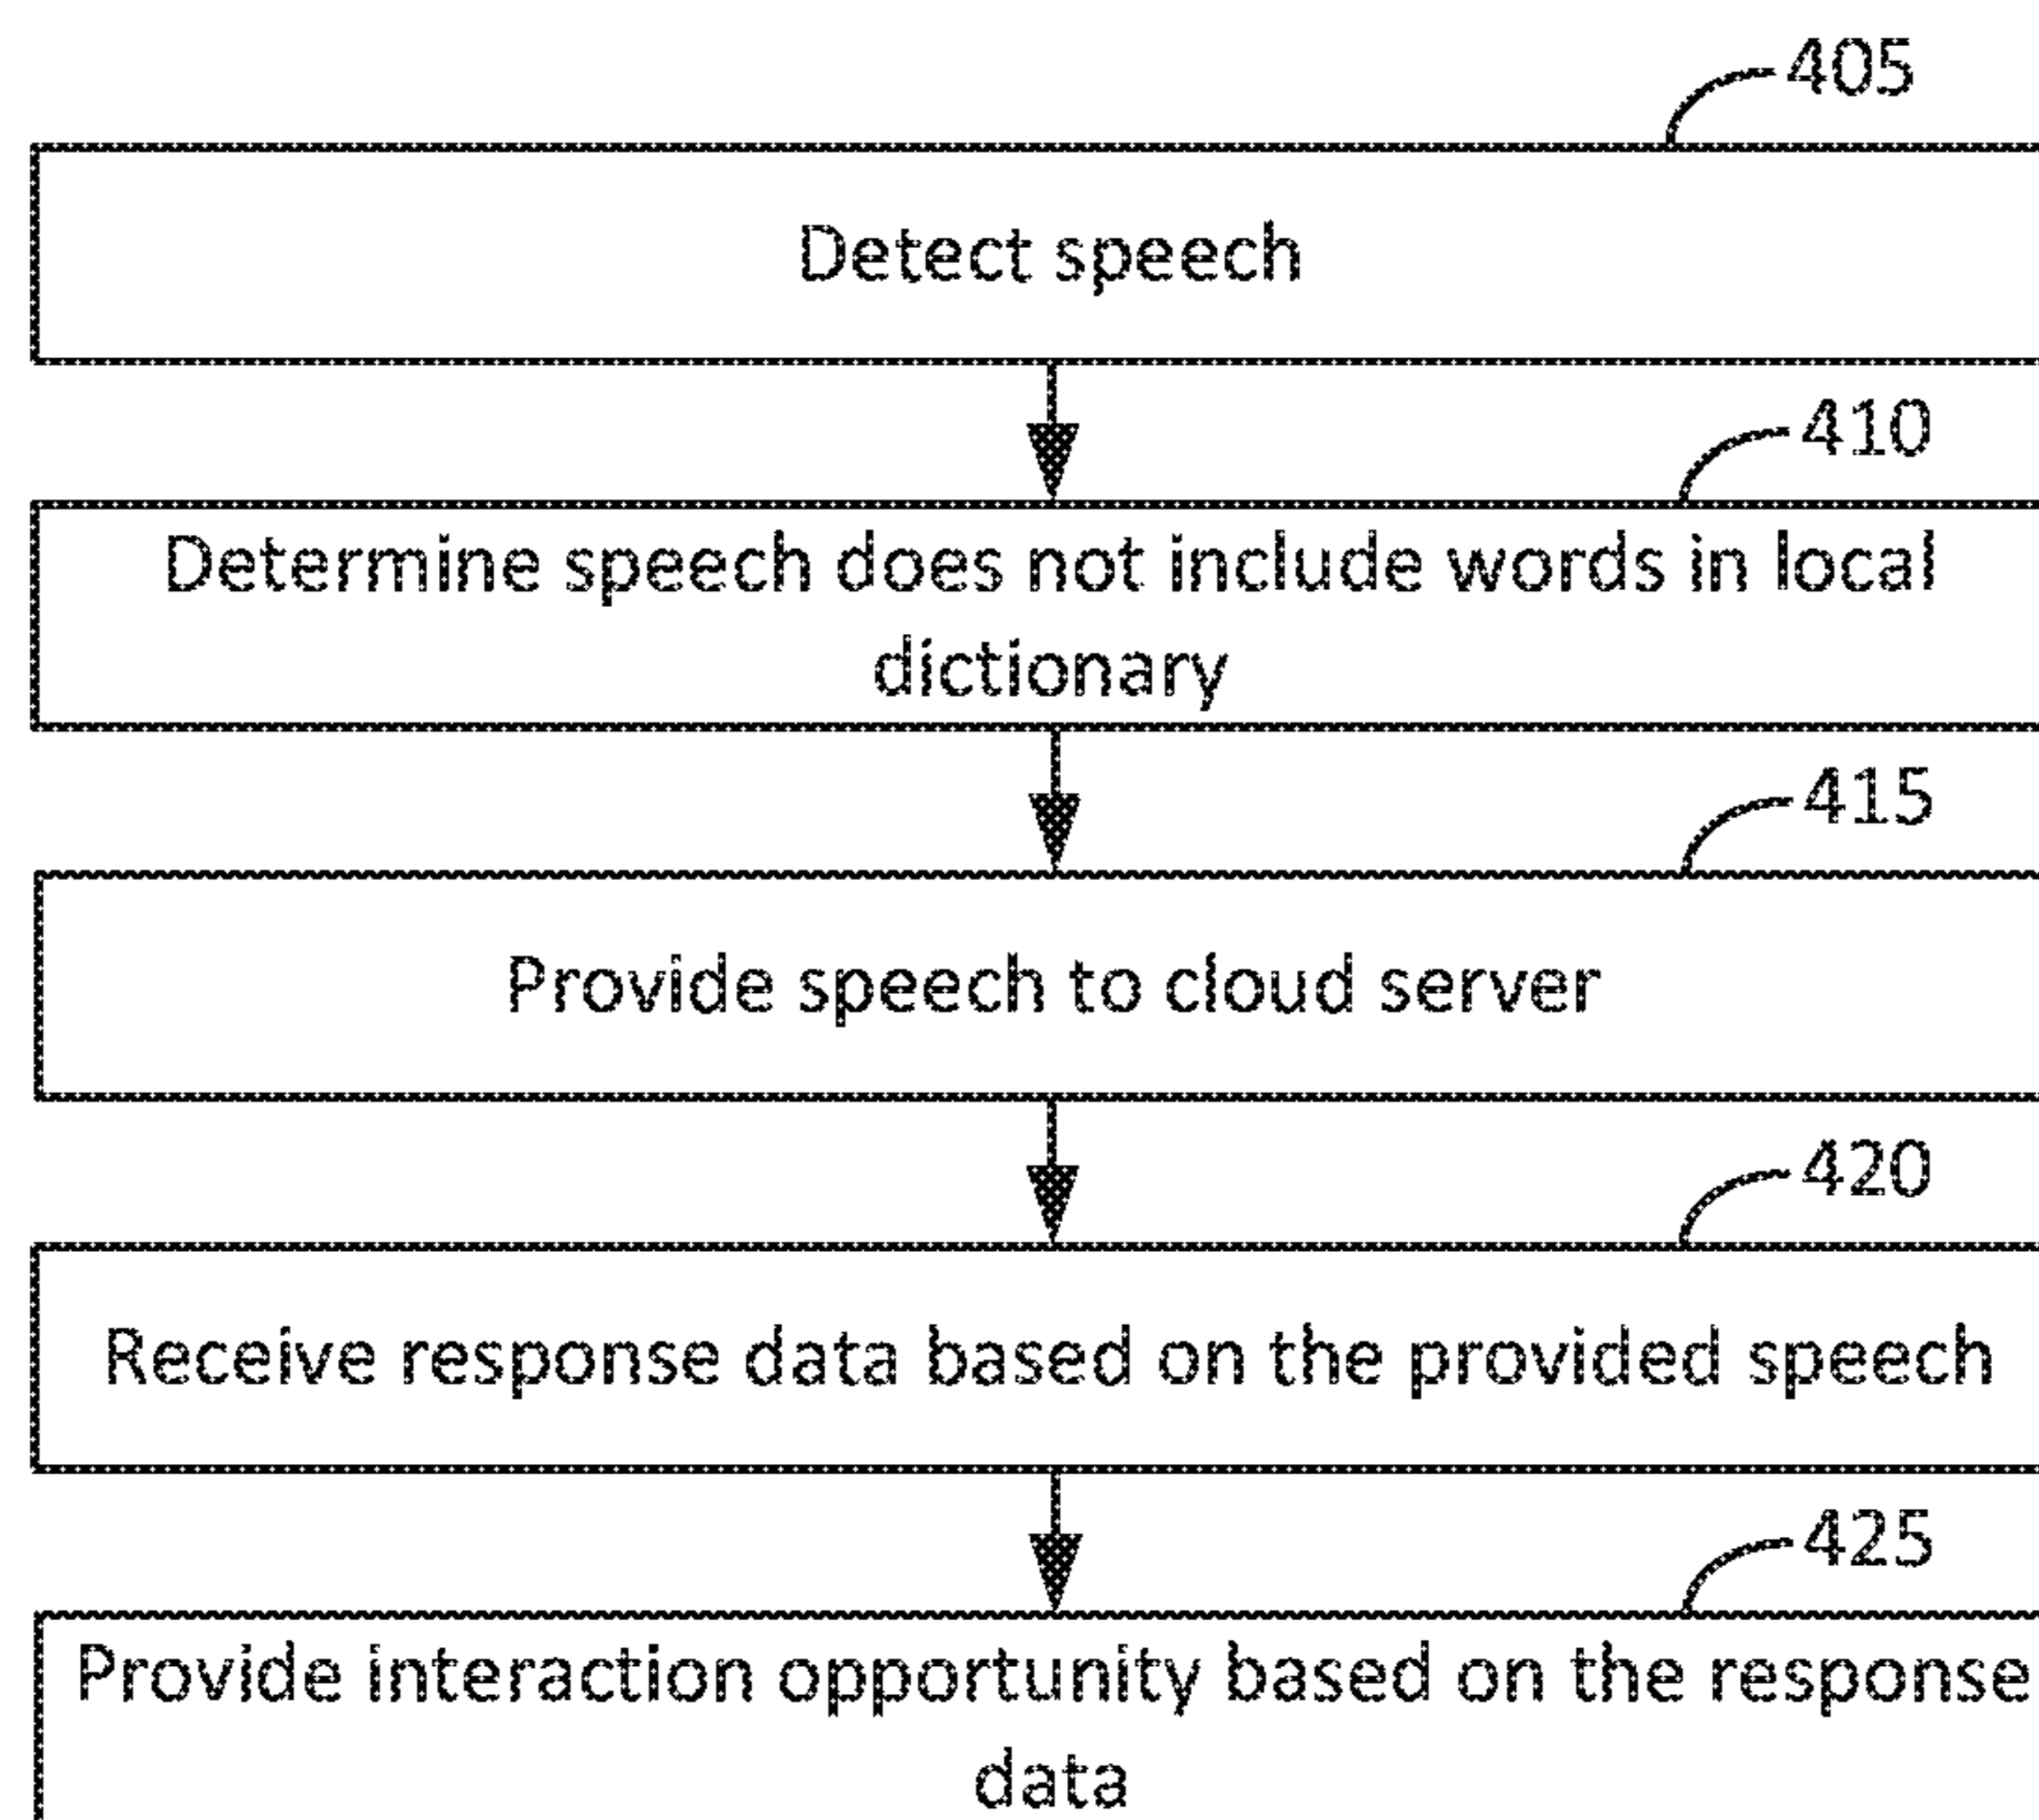 405
Detect speech
410
Determine speech does not include words in local
dictionary
415
Provide speech to cloud server
420
Receive response data based on the provided speech
425
Provide interaction opportunity based on the response
data